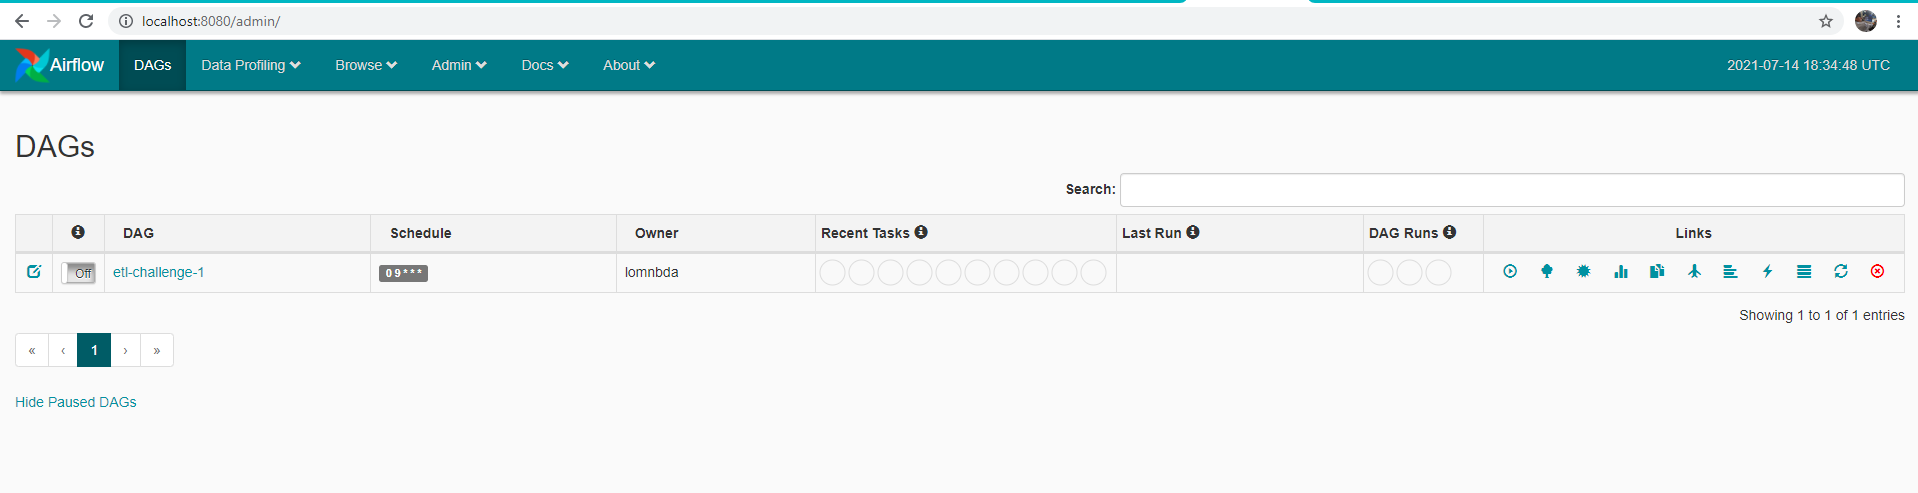 localhost:8080/admin/
Airflow DAGs Data Profiling Browse Admin Docs About 2021-07-14 18:34:48 UTC
DAGs
Search:
DAG Schedule Owner Recent Tasks Last Run DAG Runs Links
Off etl-challenge-1 0 9 * * * lomnbda
Showing 1 to 1 of 1 entries
« ‹ 1 › »
Hide Paused DAGs